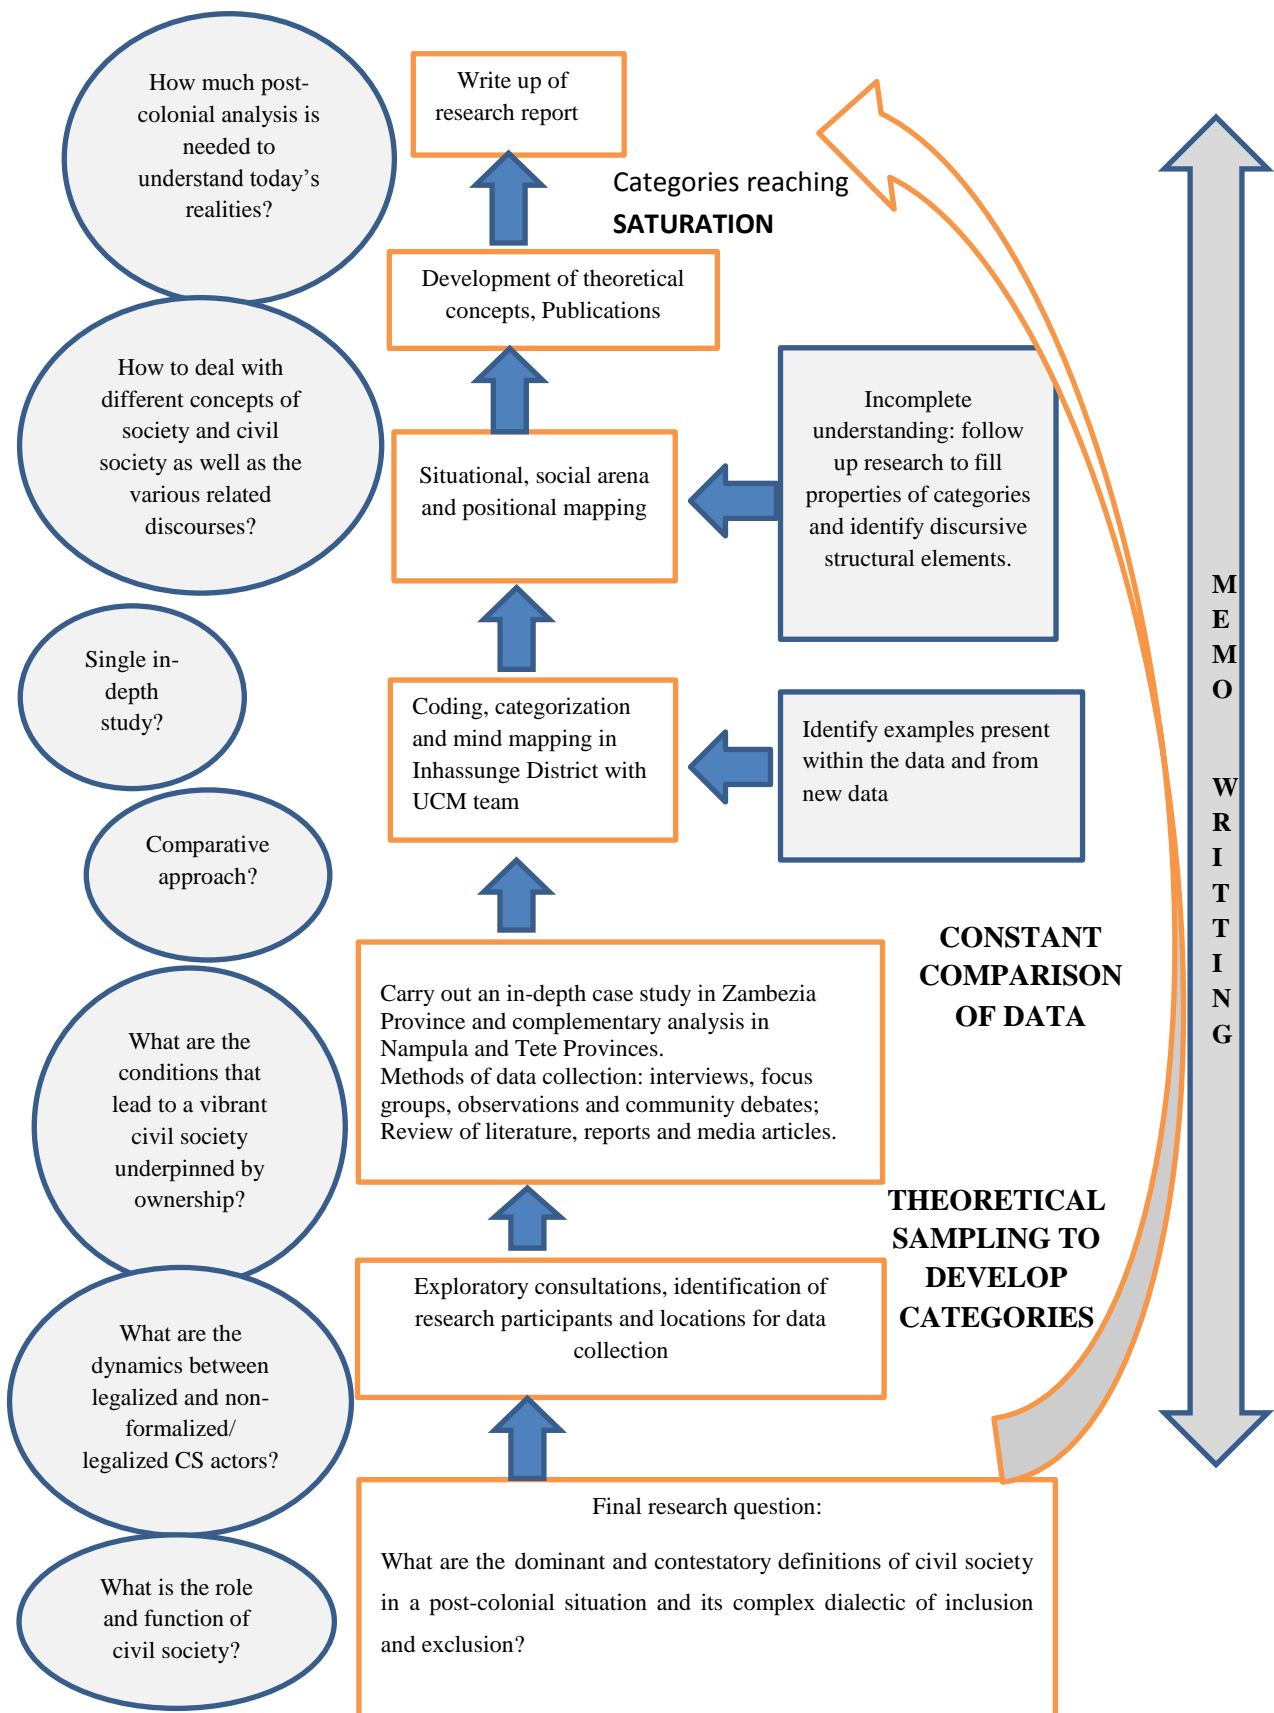 How much post-
colonial analysis is
needed to
understand today's
realities?
Write up of
research report
Categories reaching
SATURATION
Development of theoretical
concepts, Publications
How to deal with
different concepts of
society and civil
society as well as the
various related
discourses?
Situational, social arena
and positional mapping
Incomplete
understanding: follow
up research to fill
properties of categories
and identify discursive
structural elements.
Single in-
depth
study?
Coding, categorization
and mind mapping in
Inhassunge District with
UCM team
Identify examples present
within the data and from
new data
Comparative
approach?
Carry out an in-depth case study in Zambezia
Province and complementary analysis in
Nampula and Tete Provinces.
Methods of data collection: interviews, focus
groups, observations and community debates;
Review of literature, reports and media articles.
CONSTANT
COMPARISON
OF DATA
What are the
conditions that
lead to a vibrant
civil society
underpinned by
ownership?
THEORETICAL
SAMPLING TO
DEVELOP
CATEGORIES
Exploratory consultations, identification of
research participants and locations for data
collection
What are the
dynamics between
legalized and non-
formalized/
legalized CS actors?
Final research question:
What are the dominant and contestatory definitions of civil society
in a post-colonial situation and its complex dialectic of inclusion
and exclusion?
What is the role
and function of
civil society?
MEMO WRITTING